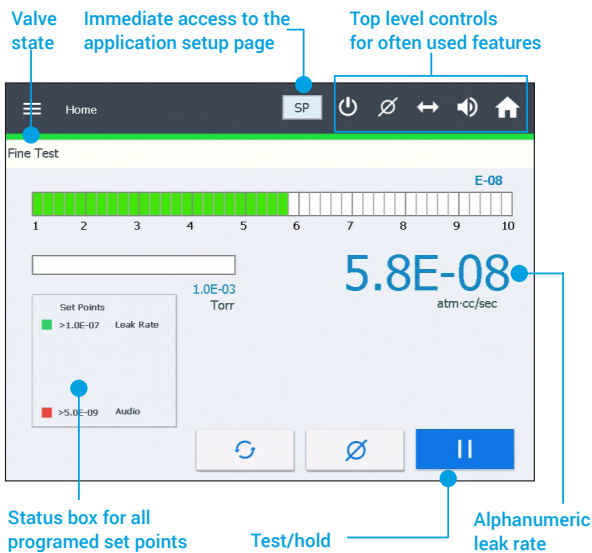 Valve
state
Immediate access to the
application setup page
Top level controls
for often used features
Home
SP
Fine Test
E-08
1 2 3 4 5 6 7 8 9 10
5.8E-08
atm·cc/sec
1.0E-03
Torr
Set Points
>1.0E-07 Leak Rate
>5.0E-09 Audio
Status box for all
programed set points
Test/hold
Alphanumeric
leak rate